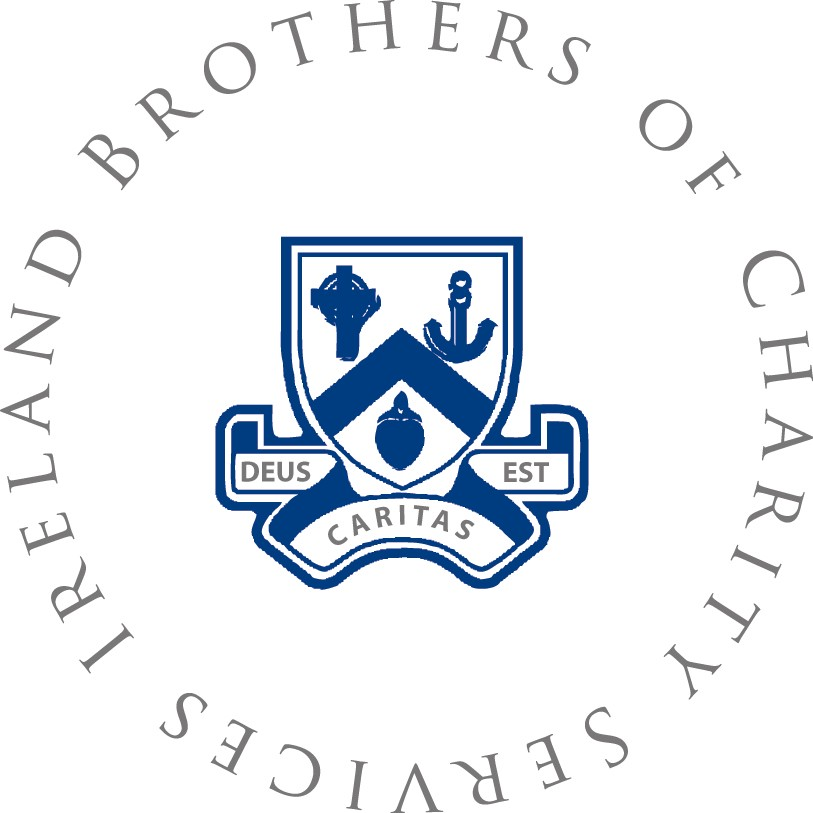 BROTHERS OF CHARITY SERVICES IRELAND
DEUS CARITAS EST